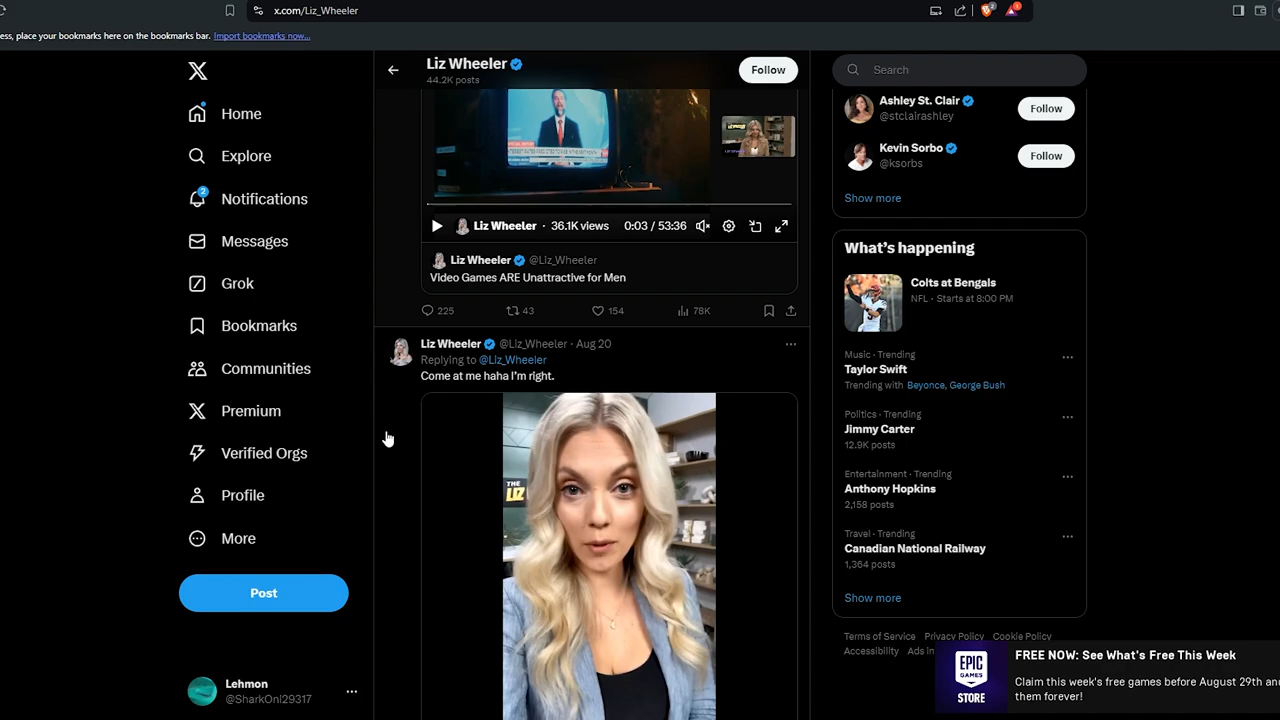 x.com/Liz_Wheeler
ess, place your bookmarks here on the bookmarks bar. Import bookmarks now...
Home
Explore
2
Notifications
Messages
Grok
Bookmarks
Communities
Premium
Verified Orgs
Profile
More
Post
Lehmon
@SharkOni29317
Liz Wheeler
44.2K posts
Follow
Liz Wheeler · 36.1K views 0:03 / 53:36
Liz Wheeler @Liz_Wheeler
Video Games ARE Unattractive for Men
225 43 154 78K
Liz Wheeler @Liz_Wheeler · Aug 20
Replying to @Liz_Wheeler
Come at me haha I'm right.
THE
LIZ
Search
Ashley St. Clair
@stclairashley
Follow
Kevin Sorbo
@ksorbs
Follow
Show more
What's happening
Colts at Bengals
NFL · Starts at 8:00 PM
Music · Trending
Taylor Swift
Trending with Beyonce, George Bush
Politics · Trending
Jimmy Carter
12.9K posts
Entertainment · Trending
Anthony Hopkins
2,158 posts
Travel · Trending
Canadian National Railway
1,364 posts
Show more
Terms of Service Privacy Policy Cookie Policy
Accessibility Ads in
EPIC
GAMES
STORE
FREE NOW: See What's Free This Week
Claim this week's free games before August 29th and
them forever!